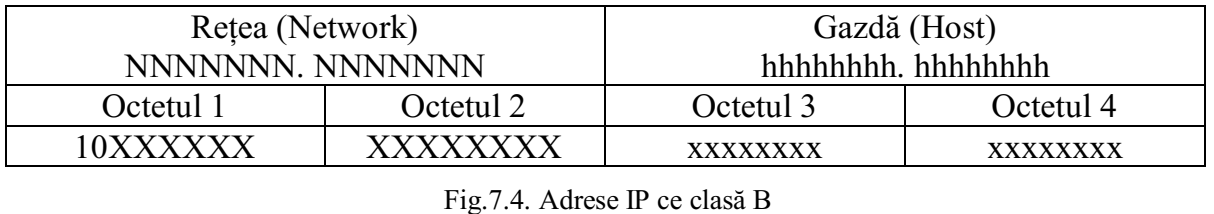 Rețea (Network)
NNNNNNN. NNNNNNN
Gazdă (Host)
hhhhhhhh. hhhhhhhh
Octetul 1 Octetul 2 Octetul 3 Octetul 4
10XXXXXX XXXXXXXX xxxxxxxx xxxxxxxx
Fig.7.4. Adrese IP ce clasă B